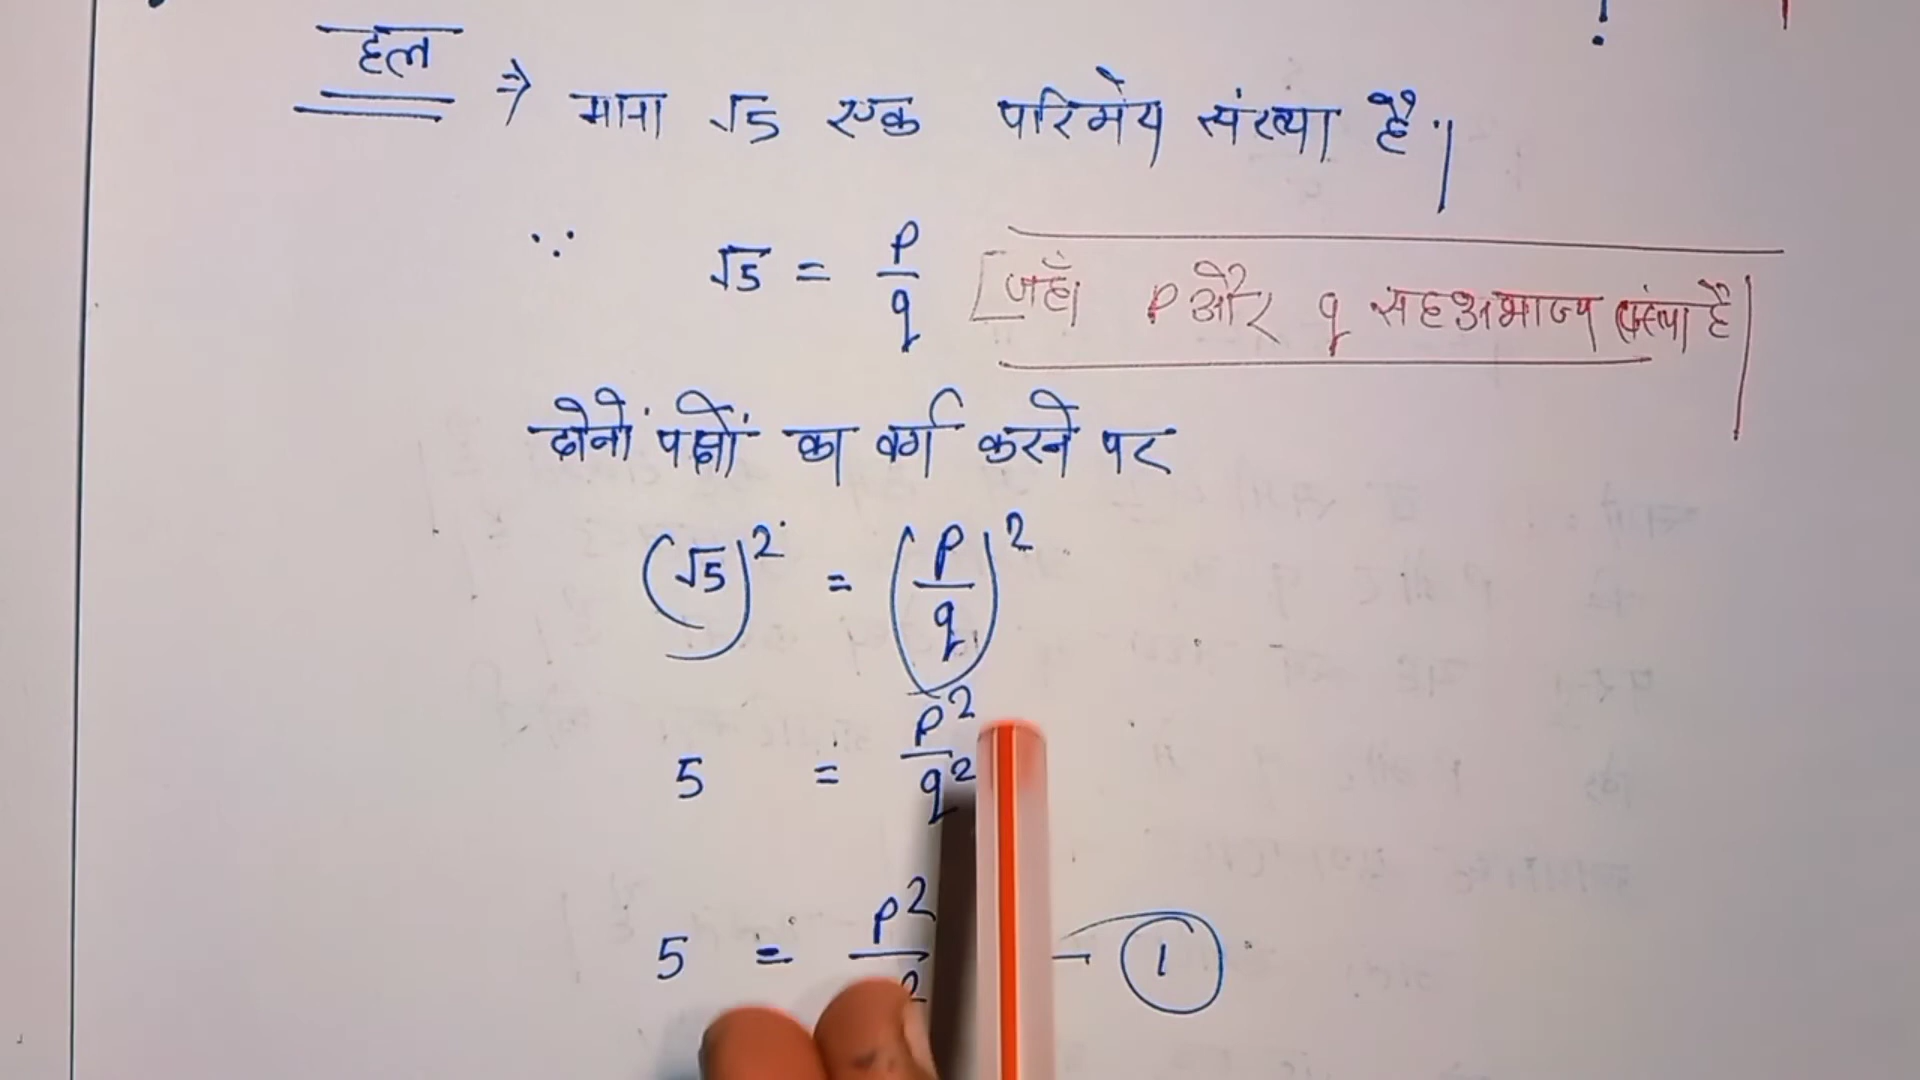 हल ⇒ माना √5 एक परिमेय संख्या है।
∵ √5 = p/q [जहाँ p और q सहअभाज्य संख्या है]
दोनों पक्षों का वर्ग करने पर
(√5)² = (p/q)²
5 = p²/q²
5 = p²/ ² - ①